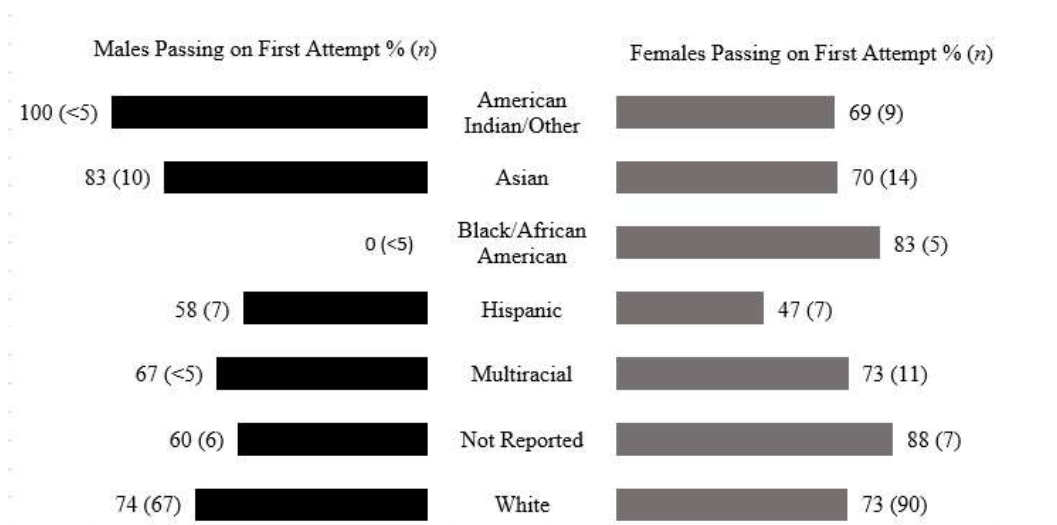 Males Passing on First Attempt % (n)
Females Passing on First Attempt % (n)
100 (<5)
American
Indian/Other
69 (9)
83 (10)
Asian
70 (14)
0 (<5)
Black/African
American
83 (5)
58 (7)
Hispanic
47 (7)
67 (<5)
Multiracial
73 (11)
60 (6)
Not Reported
88 (7)
74 (67)
White
73 (90)